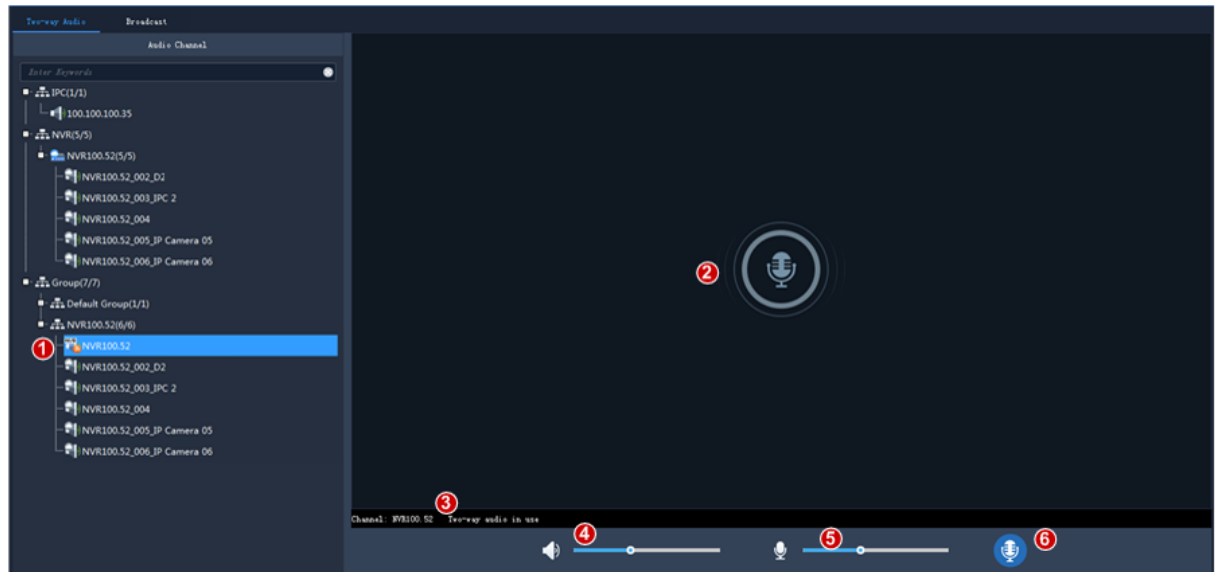 Two-way Audio Broadcast
Audio Channel
Enter Keywords
IPC(1/1)
100.100.100.35
NVR(5/5)
NVR100.52(5/5)
NVR100.52_002_D2
NVR100.52_003_IPC 2
NVR100.52_004
NVR100.52_005_IP Camera 05
NVR100.52_006_IP Camera 06
Group(7/7)
Default Group(1/1)
NVR100.52(6/6)
1
NVR100.52
NVR100.52_002_D2
NVR100.52_003_IPC 2
NVR100.52_004
NVR100.52_005_IP Camera 05
NVR100.52_006_IP Camera 06
2
3
Channel: NVR100.52 Two-way audio in use
4
5
6